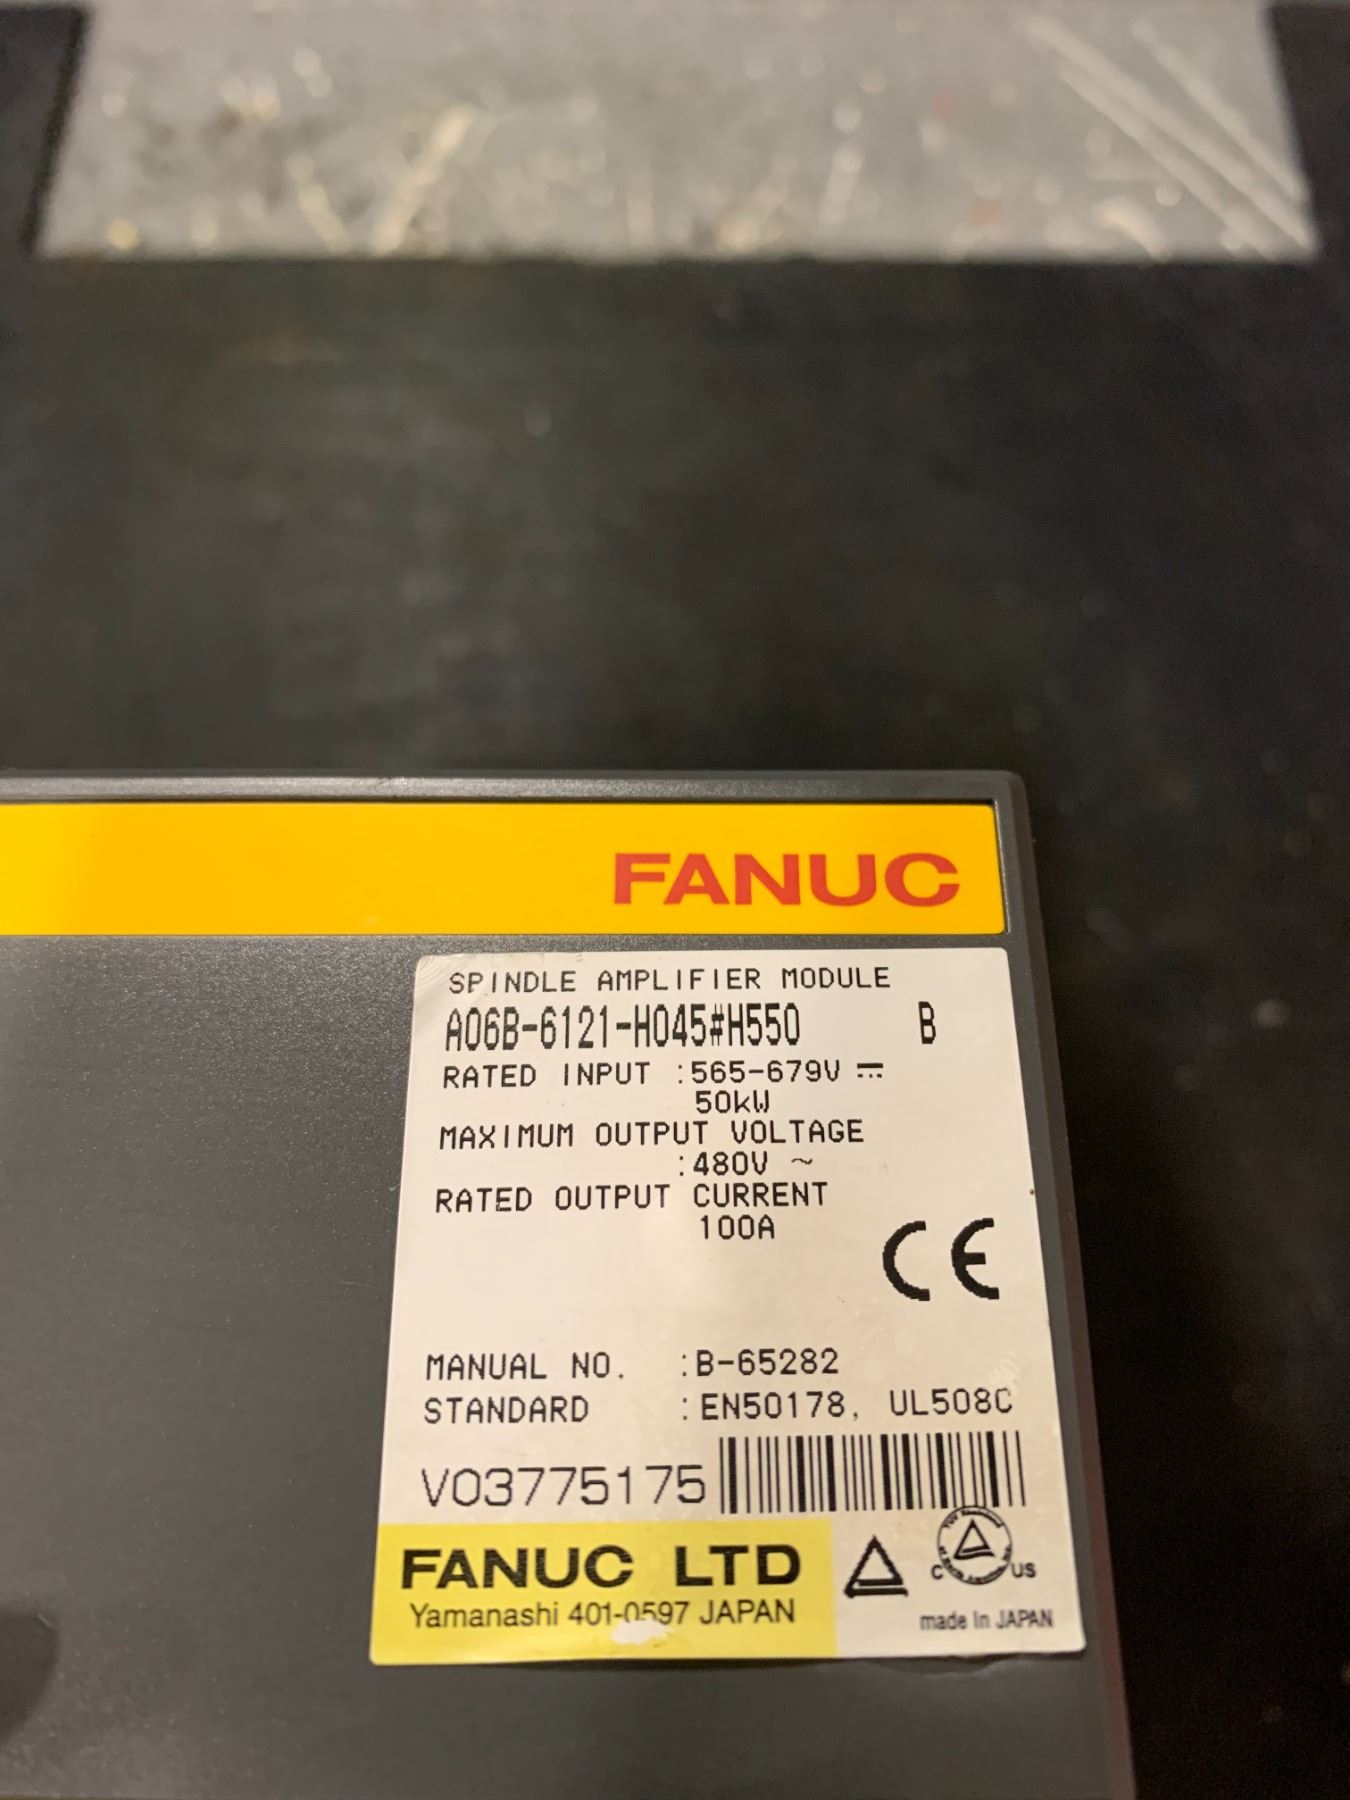 FANUC
SPINDLE AMPLIFIER MODULE
A06B-6121-H045#H550 B
RATED INPUT :565-679V ⎓
50kW
MAXIMUM OUTPUT VOLTAGE
:480V ~
RATED OUTPUT CURRENT
100A
CE
MANUAL NO. :B-65282
STANDARD :EN50178, UL508C
V03775175
FANUC LTD
Yamanashi 401-0597 JAPAN
C US
made In JAPAN